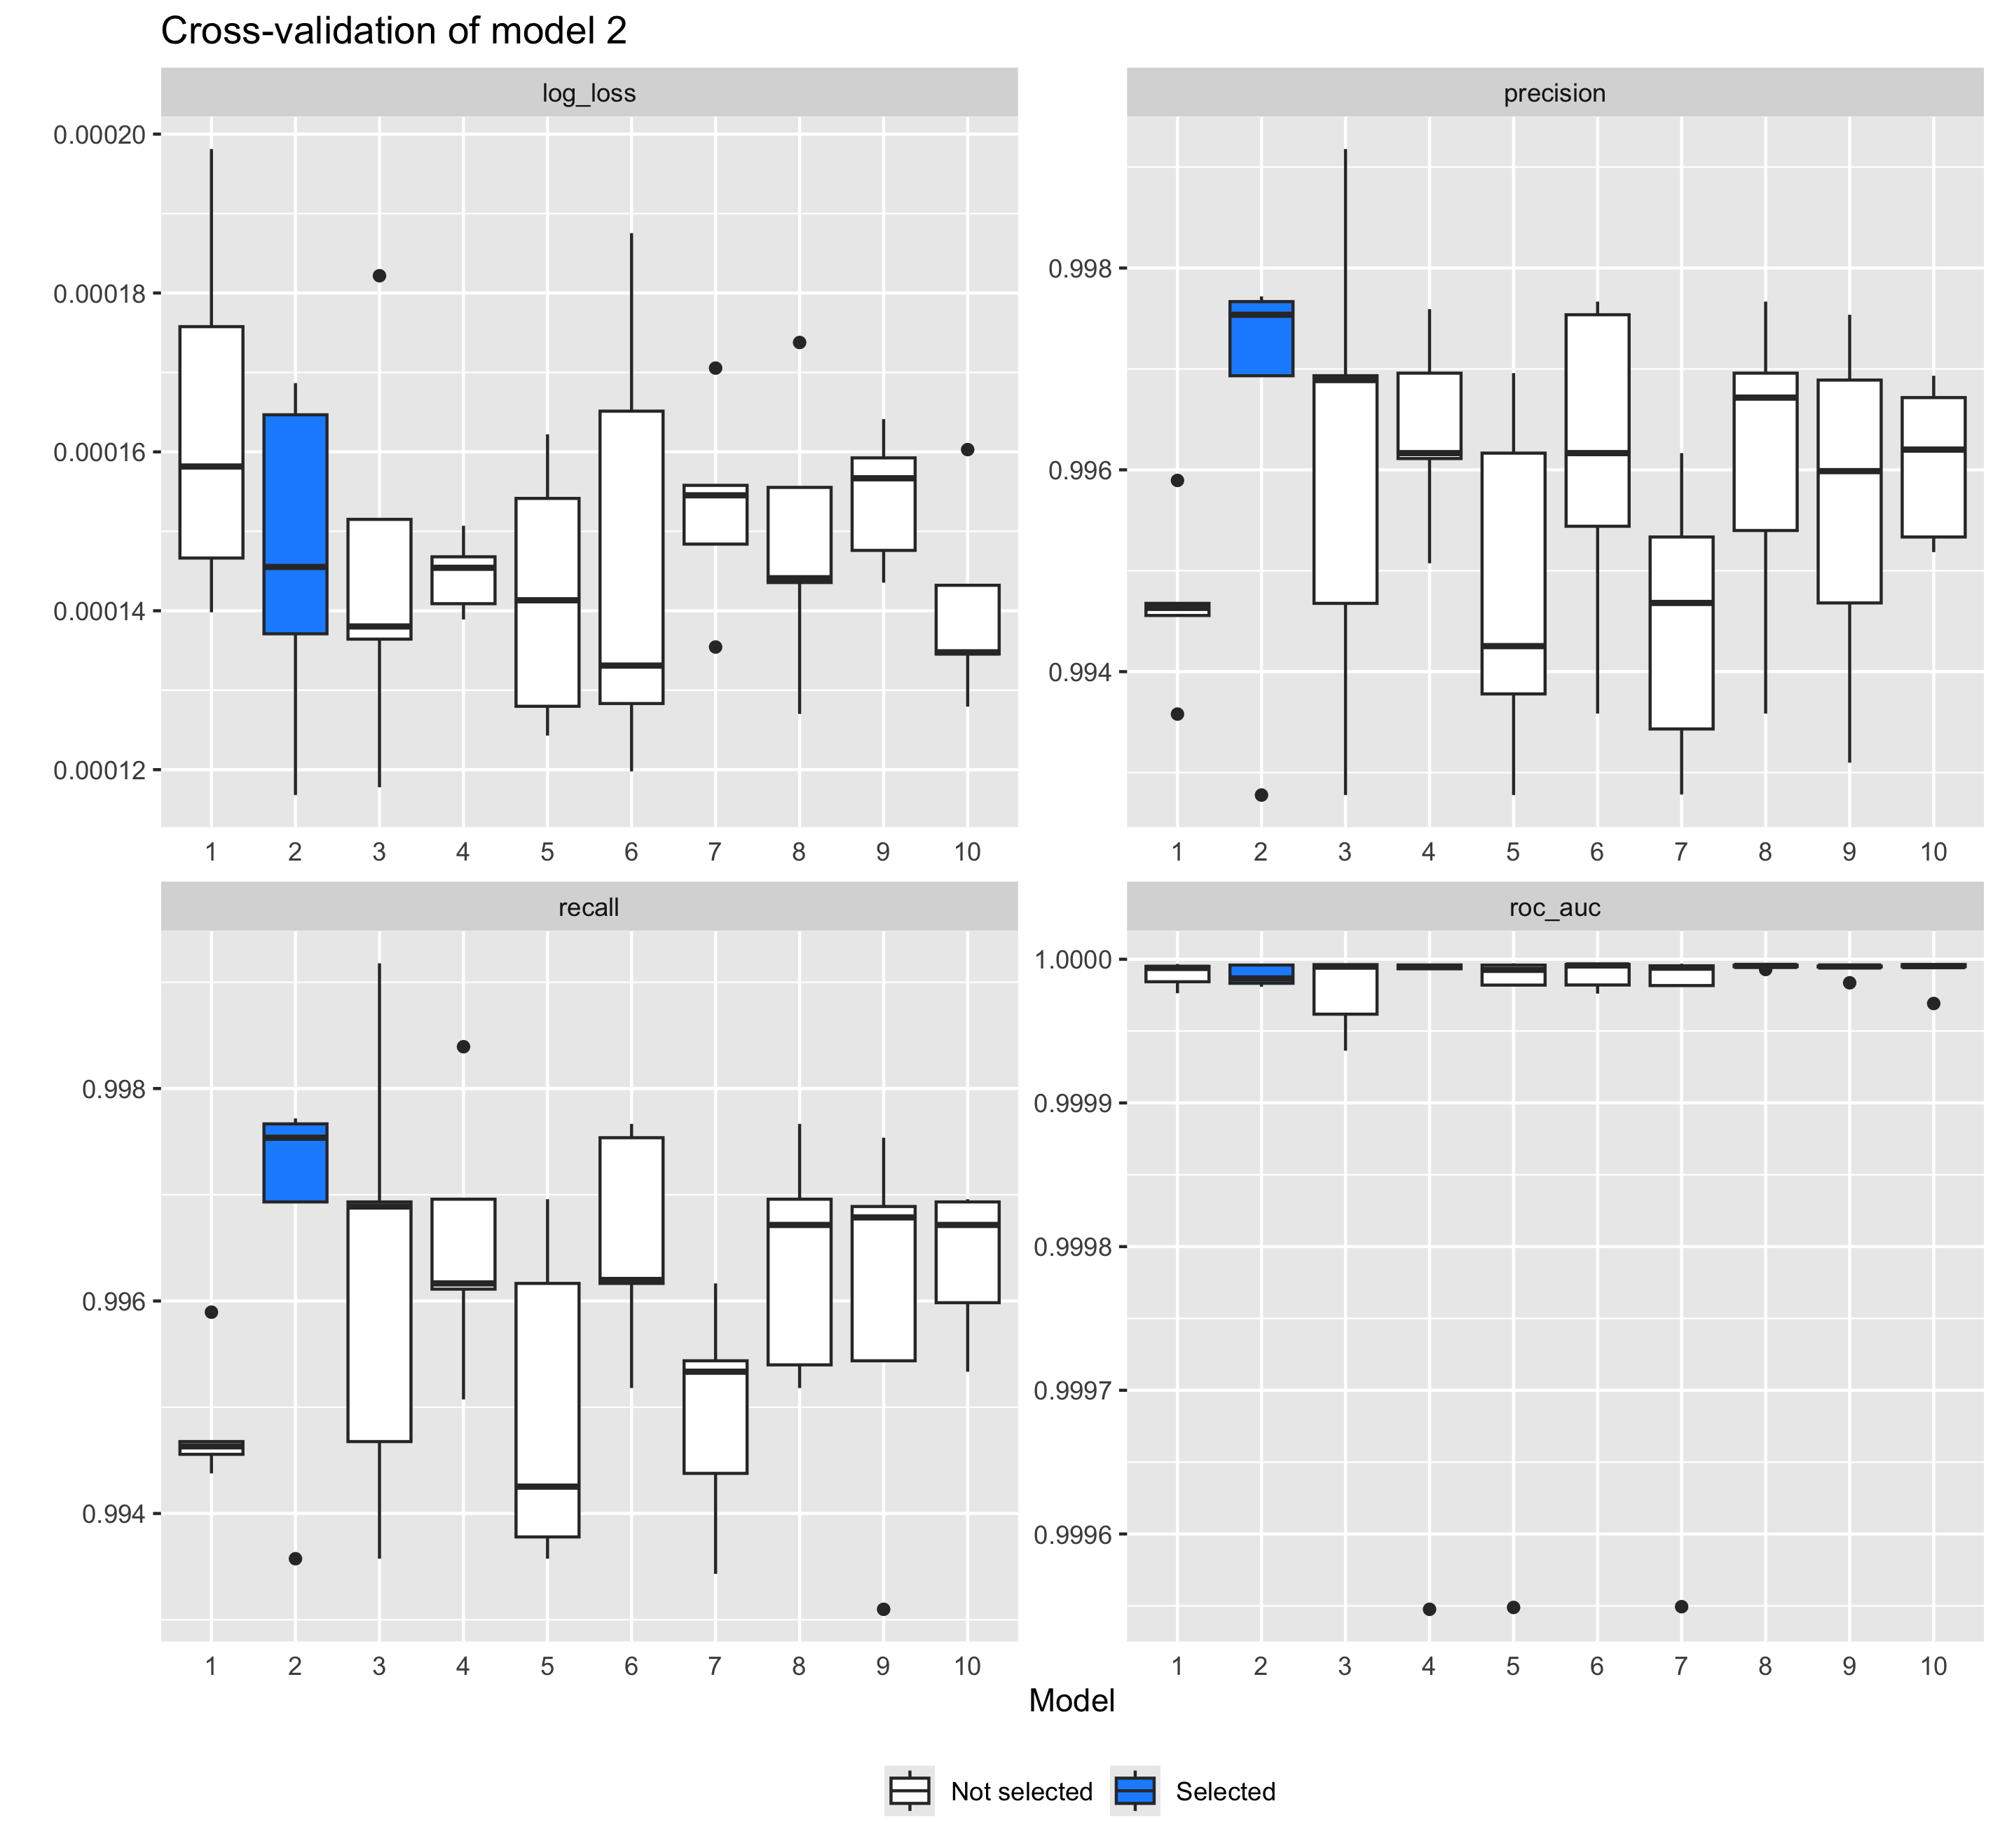 Cross-validation of model 2
log_loss
precision
0.00020
0.00018
0.00016
0.00014
0.00012
0.998
0.996
0.994
1 2 3 4 5 6 7 8 9 10
1 2 3 4 5 6 7 8 9 10
recall
roc_auc
0.998
0.996
0.994
1.0000
0.9999
0.9998
0.9997
0.9996
1 2 3 4 5 6 7 8 9 10
1 2 3 4 5 6 7 8 9 10
Model
Not selected
Selected